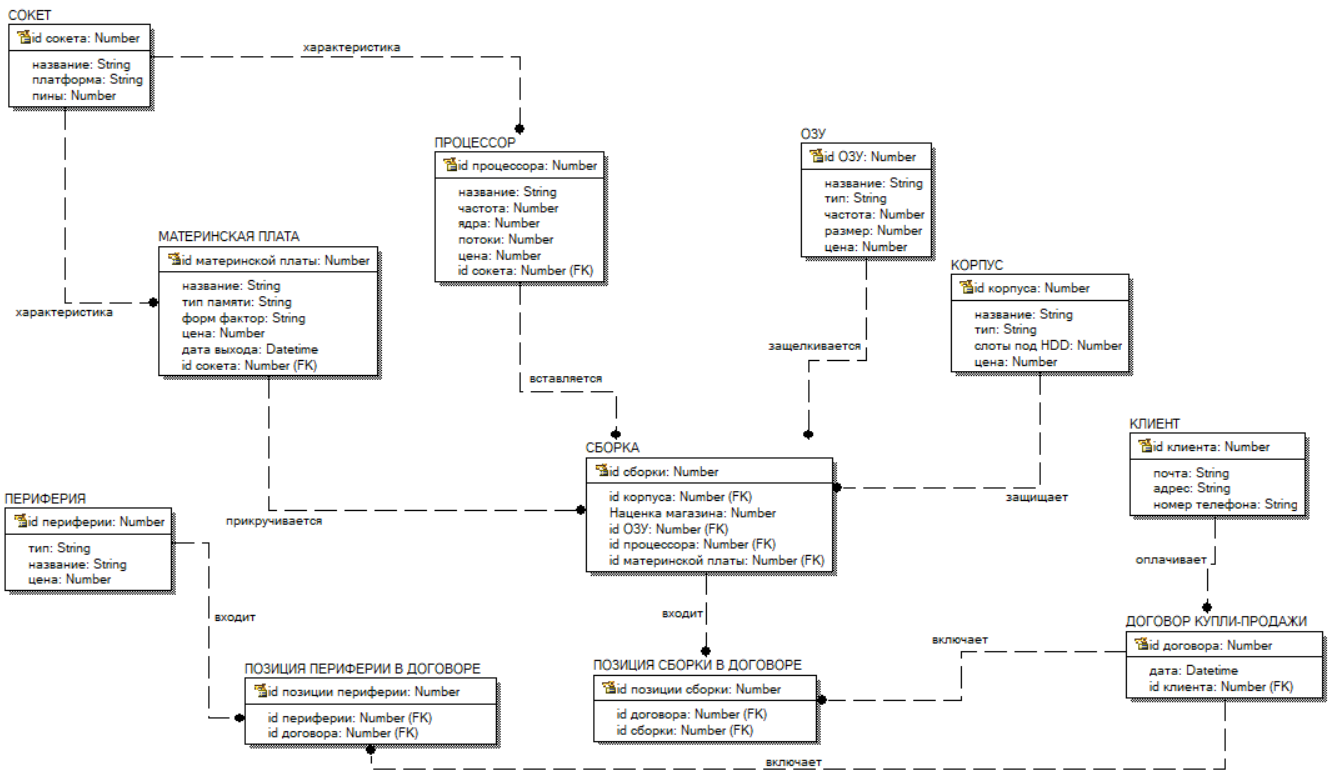 СОКЕТ
id сокета: Number
название: String
платформа: String
пины: Number
характеристика
характеристика
ПРОЦЕССОР
id процессора: Number
название: String
частота: Number
ядра: Number
потоки: Number
цена: Number
id сокета: Number (FK)
ОЗУ
id ОЗУ: Number
название: String
тип: String
частота: Number
размер: Number
цена: Number
МАТЕРИНСКАЯ ПЛАТА
id материнской платы: Number
название: String
тип памяти: String
форм фактор: String
цена: Number
дата выхода: Datetime
id сокета: Number (FK)
КОРПУС
id корпуса: Number
название: String
тип: String
слоты под HDD: Number
цена: Number
защелкивается
вставляется
прикручивается
защищает
СБОРКА
id сборки: Number
id корпуса: Number (FK)
Наценка магазина: Number
id ОЗУ: Number (FK)
id процессора: Number (FK)
id материнской платы: Number (FK)
КЛИЕНТ
id клиента: Number
почта: String
адрес: String
номер телефона: String
оплачивает
ПЕРИФЕРИЯ
id периферии: Number
тип: String
название: String
цена: Number
входит
входит
включает
ДОГОВОР КУПЛИ-ПРОДАЖИ
id договора: Number
дата: Datetime
id клиента: Number (FK)
ПОЗИЦИЯ ПЕРИФЕРИИ В ДОГОВОРЕ
id позиции периферии: Number
id периферии: Number (FK)
id договора: Number (FK)
ПОЗИЦИЯ СБОРКИ В ДОГОВОРЕ
id позиции сборки: Number
id договора: Number (FK)
id сборки: Number (FK)
включает